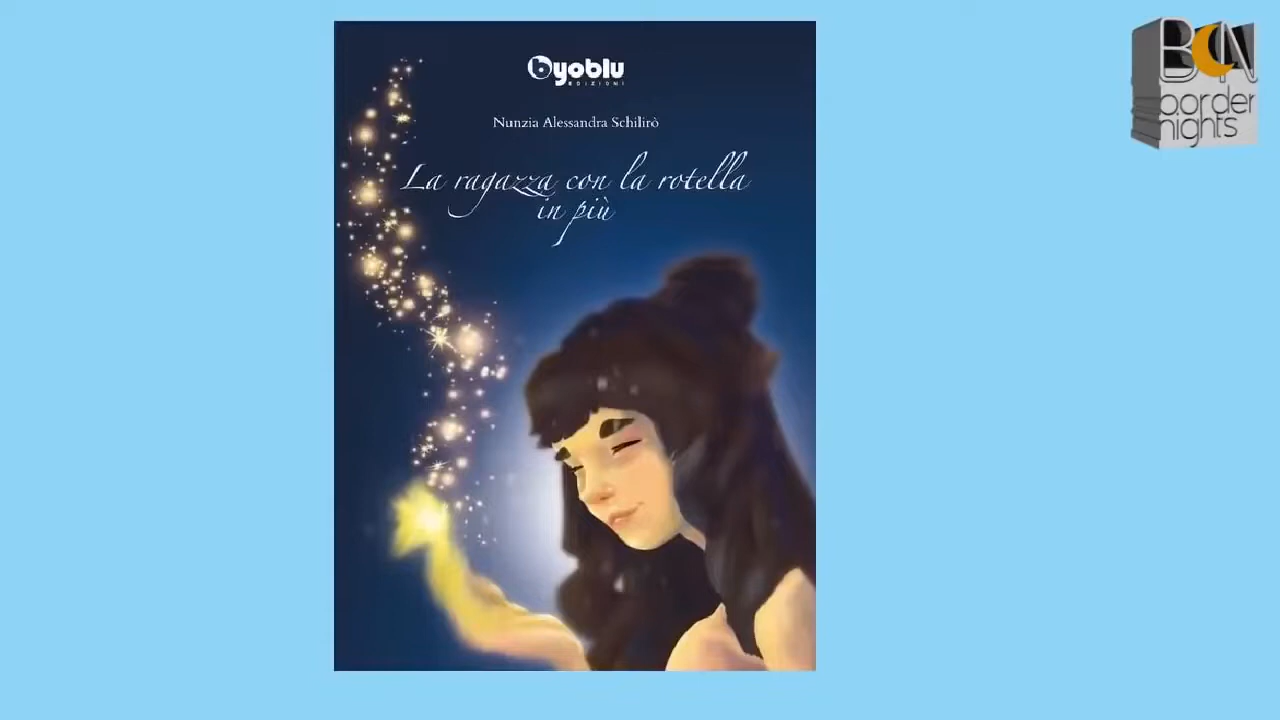 byoblu
EDIZIONI
Nunzia Alessandra Schilirò
La ragazza con la rotella
in più
BN
border
nights